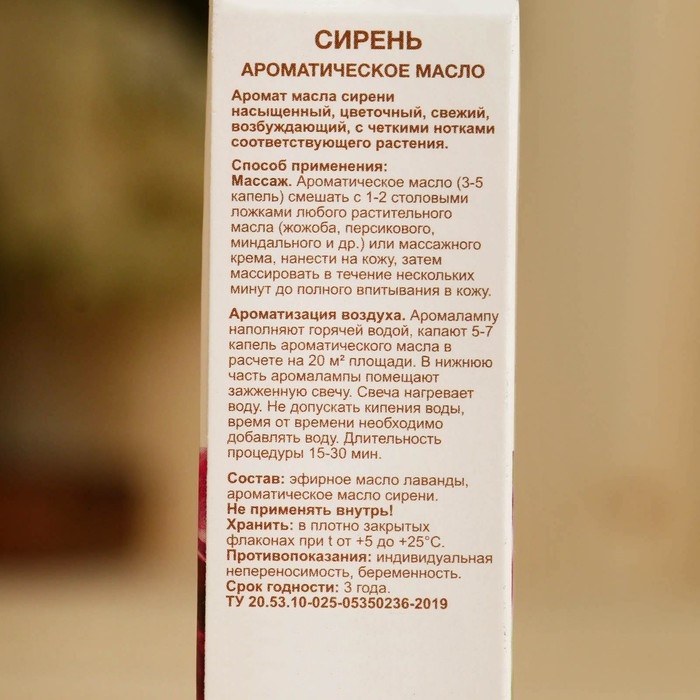 СИРЕНЬ
АРОМАТИЧЕСКОЕ МАСЛО
Аромат масла сирени
насыщенный, цветочный, свежий,
возбуждающий, с четкими нотками
соответствующего растения.
Способ применения:
Массаж. Ароматическое масло (3-5
капель) смешать с 1-2 столовыми
ложками любого растительного
масла (жожоба, персикового,
миндального и др.) или массажного
крема, нанести на кожу, затем
массировать в течение нескольких
минут до полного впитывания в кожу.
Ароматизация воздуха. Аромалампу
наполняют горячей водой, капают 5-7
капель ароматического масла в
расчете на 20 м² площади. В нижнюю
часть аромалампы помещают
зажженную свечу. Свеча нагревает
воду. Не допускать кипения воды,
время от времени необходимо
добавлять воду. Длительность
процедуры 15-30 мин.
Состав: эфирное масло лаванды,
ароматическое масло сирени.
Не применять внутрь!
Хранить: в плотно закрытых
флаконах при t от +5 до +25°С.
Противопоказания: индивидуальная
непереносимость, беременность.
Срок годности: 3 года.
ТУ 20.53.10-025-05350236-2019